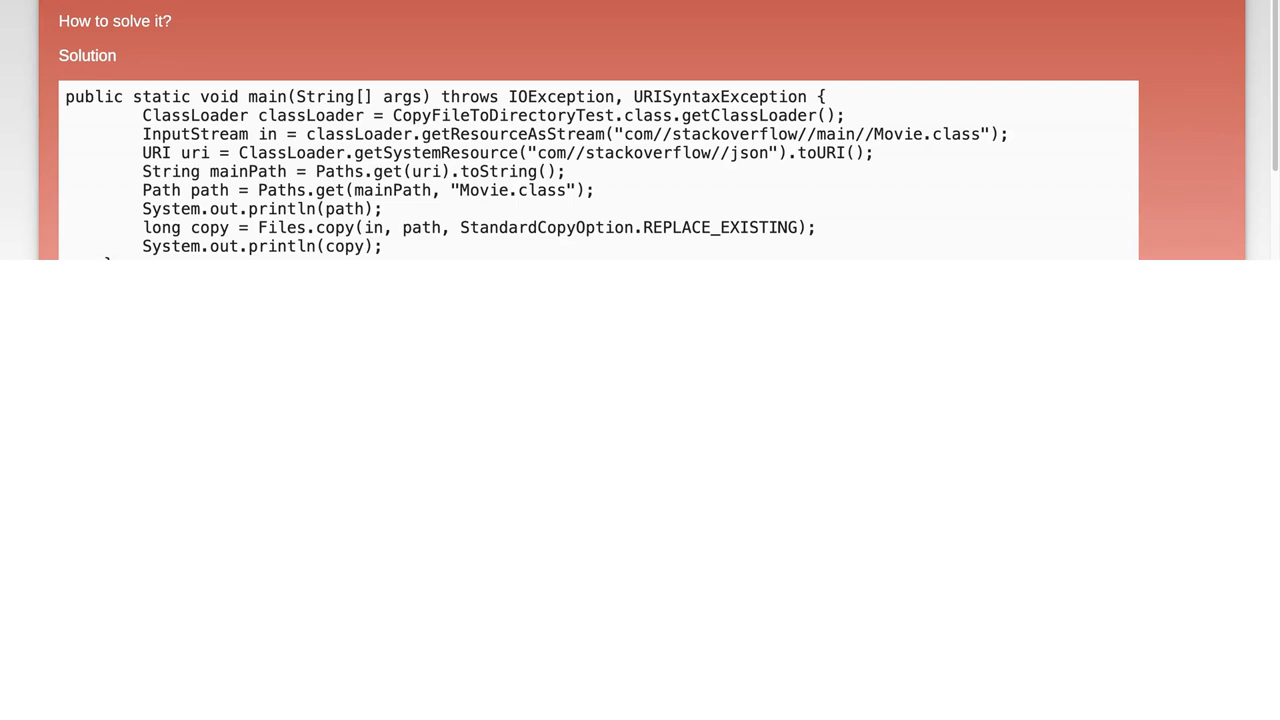 How to solve it?
Solution
public static void main(String[] args) throws IOException, URISyntaxException {
ClassLoader classLoader = CopyFileToDirectoryTest.class.getClassLoader();
InputStream in = classLoader.getResourceAsStream("com//stackoverflow//main//Movie.class");
URI uri = ClassLoader.getSystemResource("com//stackoverflow//json").toURI();
String mainPath = Paths.get(uri).toString();
Path path = Paths.get(mainPath, "Movie.class");
System.out.println(path);
long copy = Files.copy(in, path, StandardCopyOption.REPLACE_EXISTING);
System.out.println(copy);
}